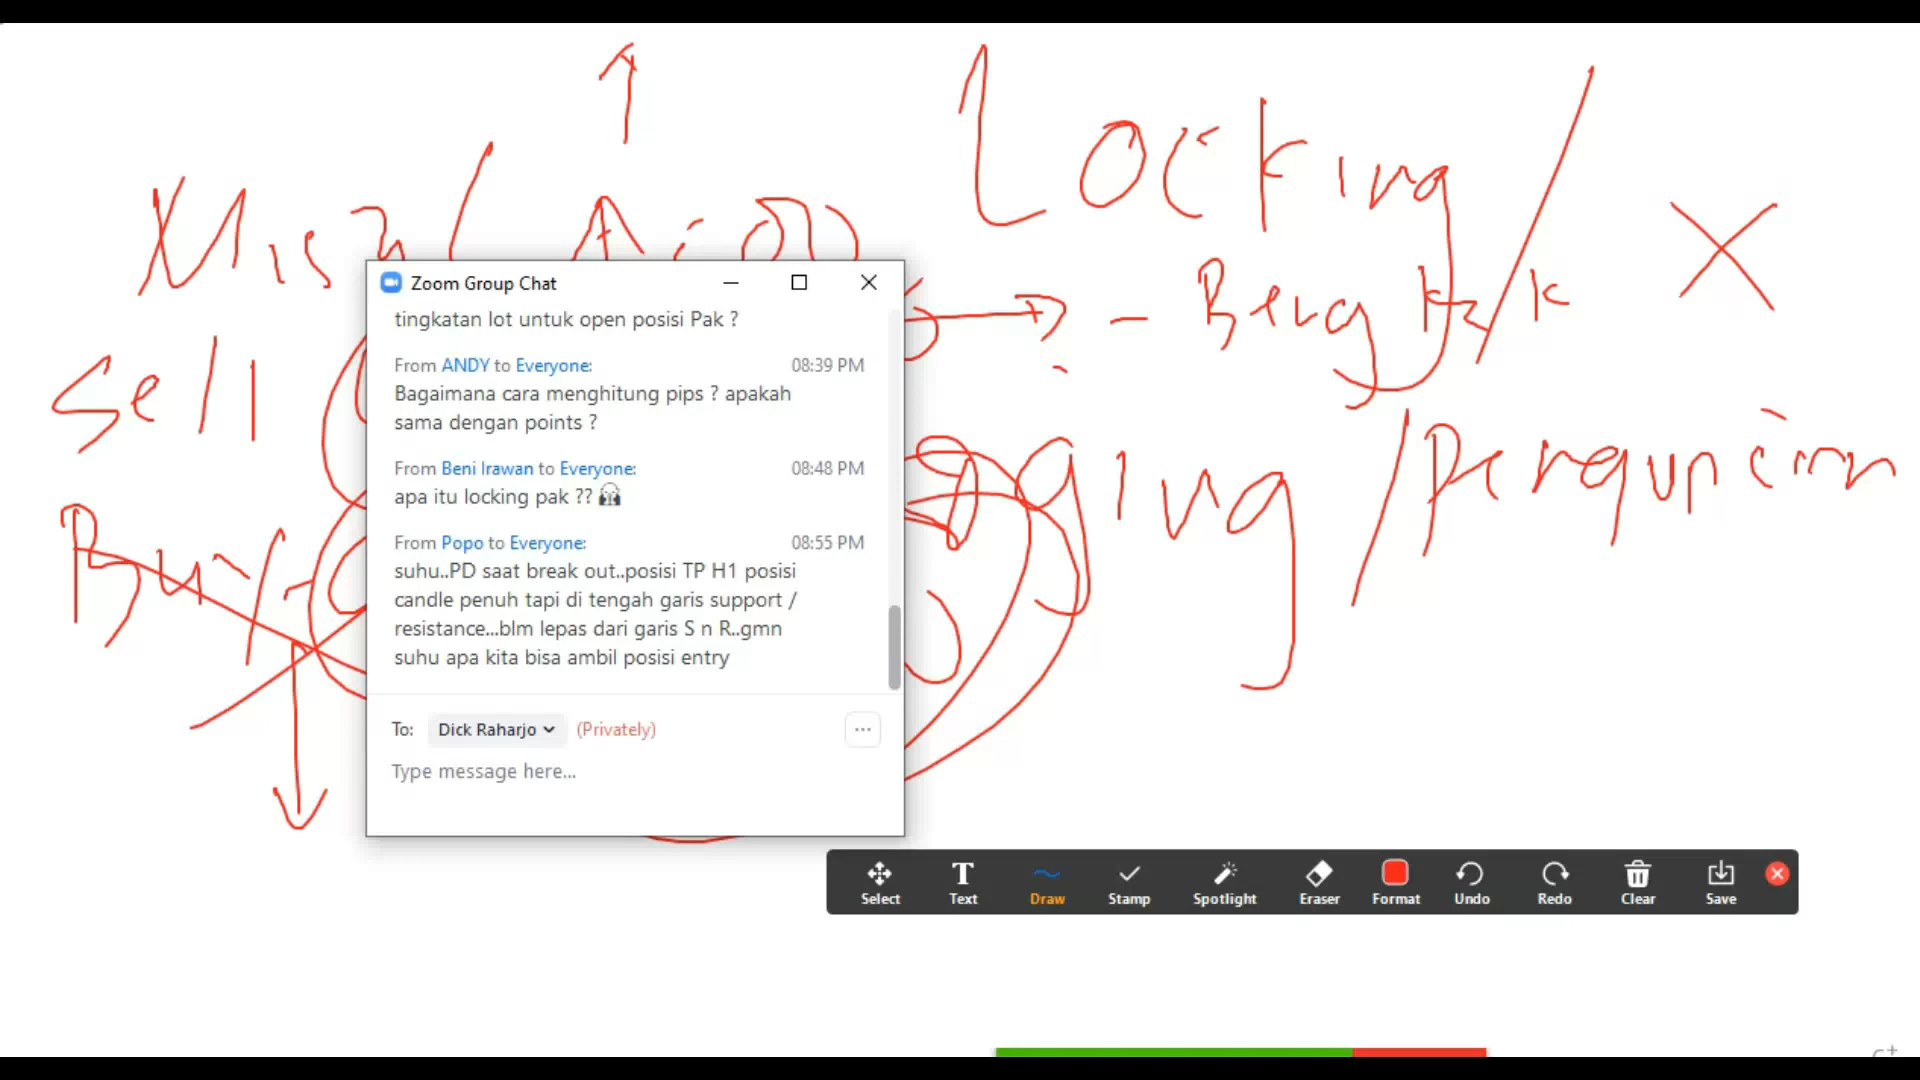 Locking
- Bengkak
Sell
Buy
Zoom Group Chat
tingkatan lot untuk open posisi Pak ?
From ANDY to Everyone: 08:39 PM
Bagaimana cara menghitung pips ? apakah
sama dengan points ?
From Beni Irawan to Everyone: 08:48 PM
apa itu locking pak ??
From Popo to Everyone: 08:55 PM
suhu..PD saat break out..posisi TP H1 posisi
candle penuh tapi di tengah garis support /
resistance...blm lepas dari garis S n R..gmn
suhu apa kita bisa ambil posisi entry
To: Dick Raharjo (Privately)
Type message here...
Select Text Draw Stamp Spotlight Eraser Format Undo Redo Clear Save